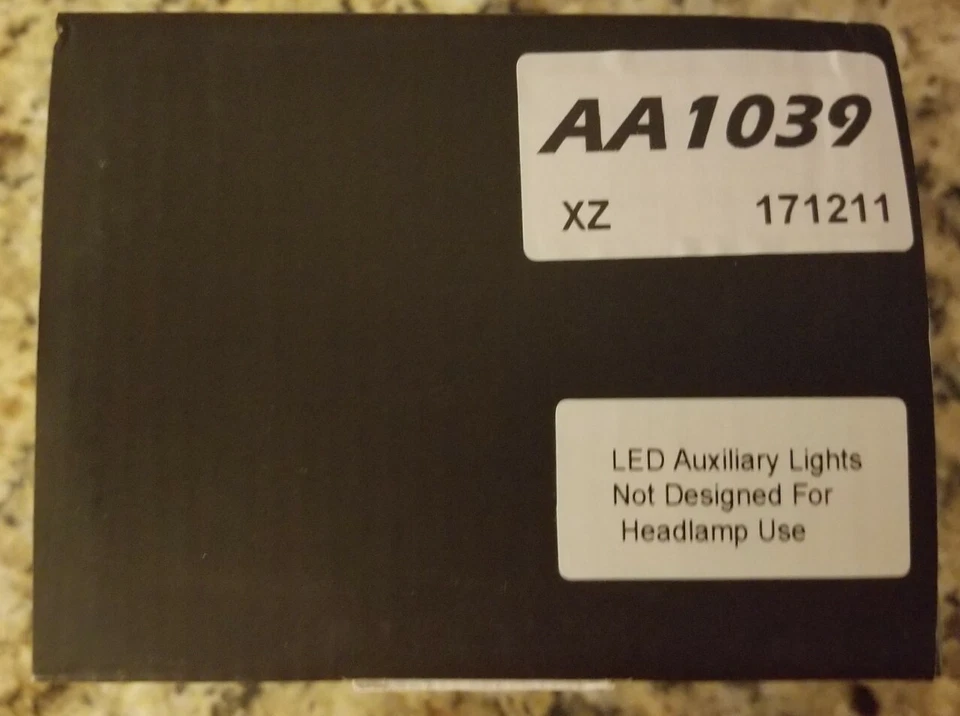 AA1039
XZ 171211
LED Auxiliary Lights
Not Designed For
Headlamp Use